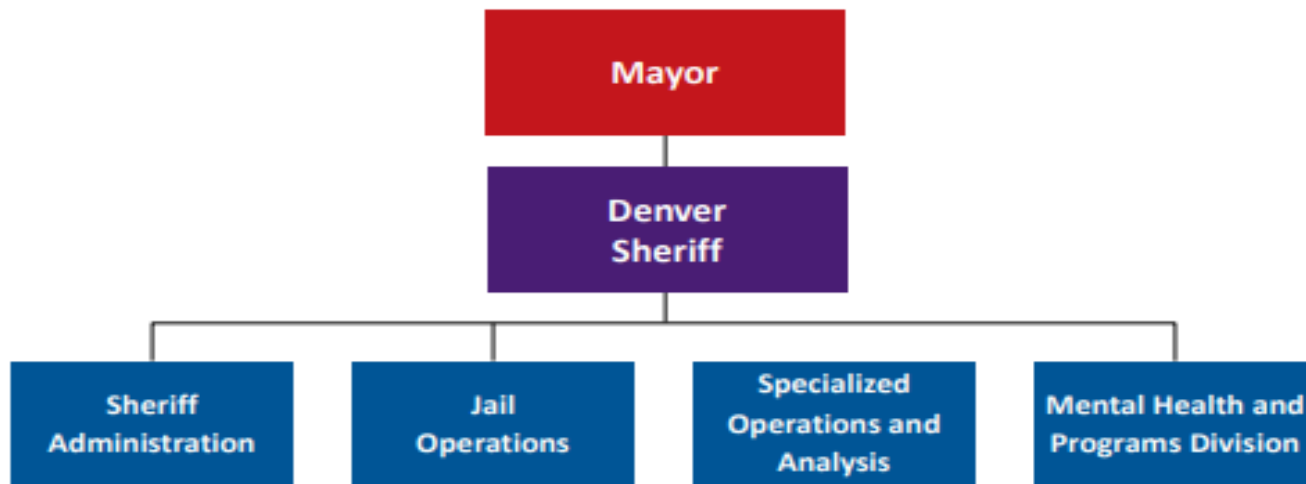 Mayor
Denver
Sheriff
Sheriff
Administration
Jail
Operations
Specialized
Operations and
Analysis
Mental Health and
Programs Division